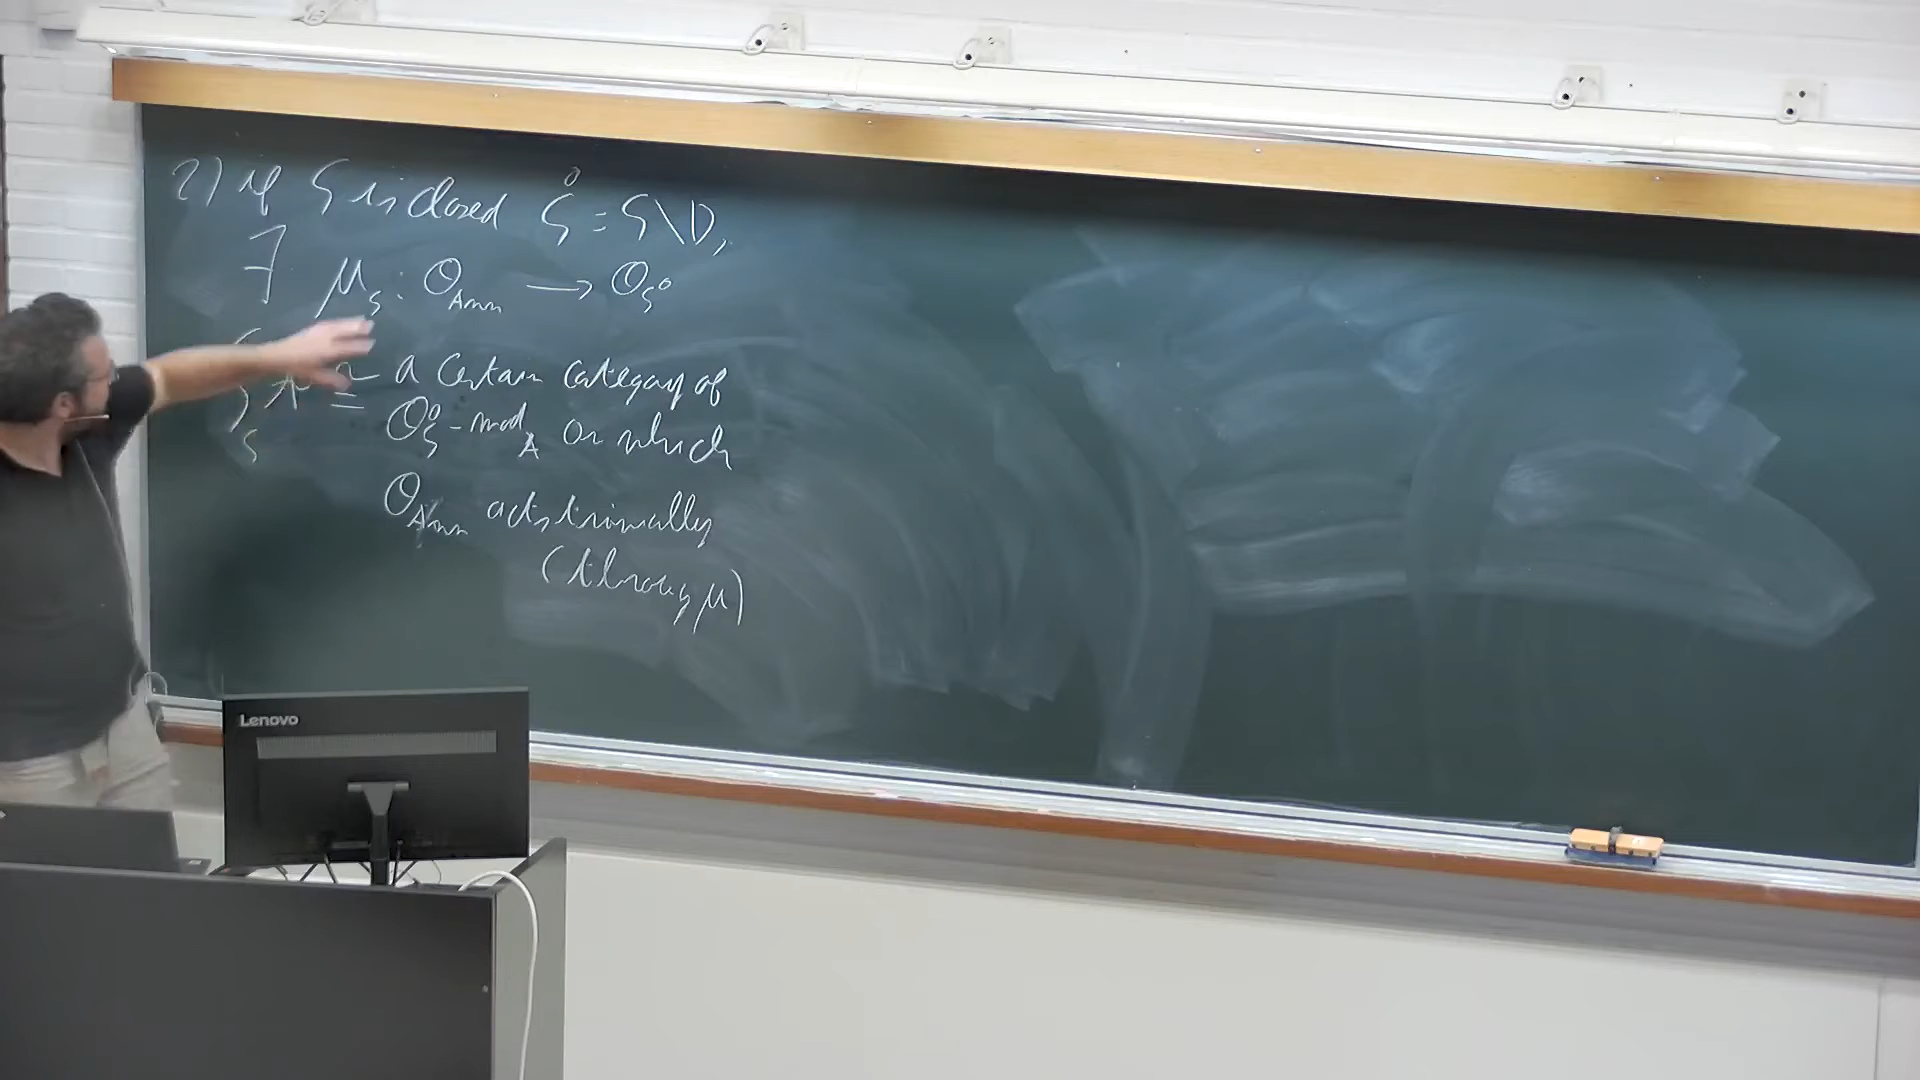 2) if S is closed S° = S\D,
∃ μ_S : O_Ann → O_S°
∫_S A ≅ a certain category of
O_S°-mod_A on which
O_Ann acts trivially
(through μ)
Lenovo